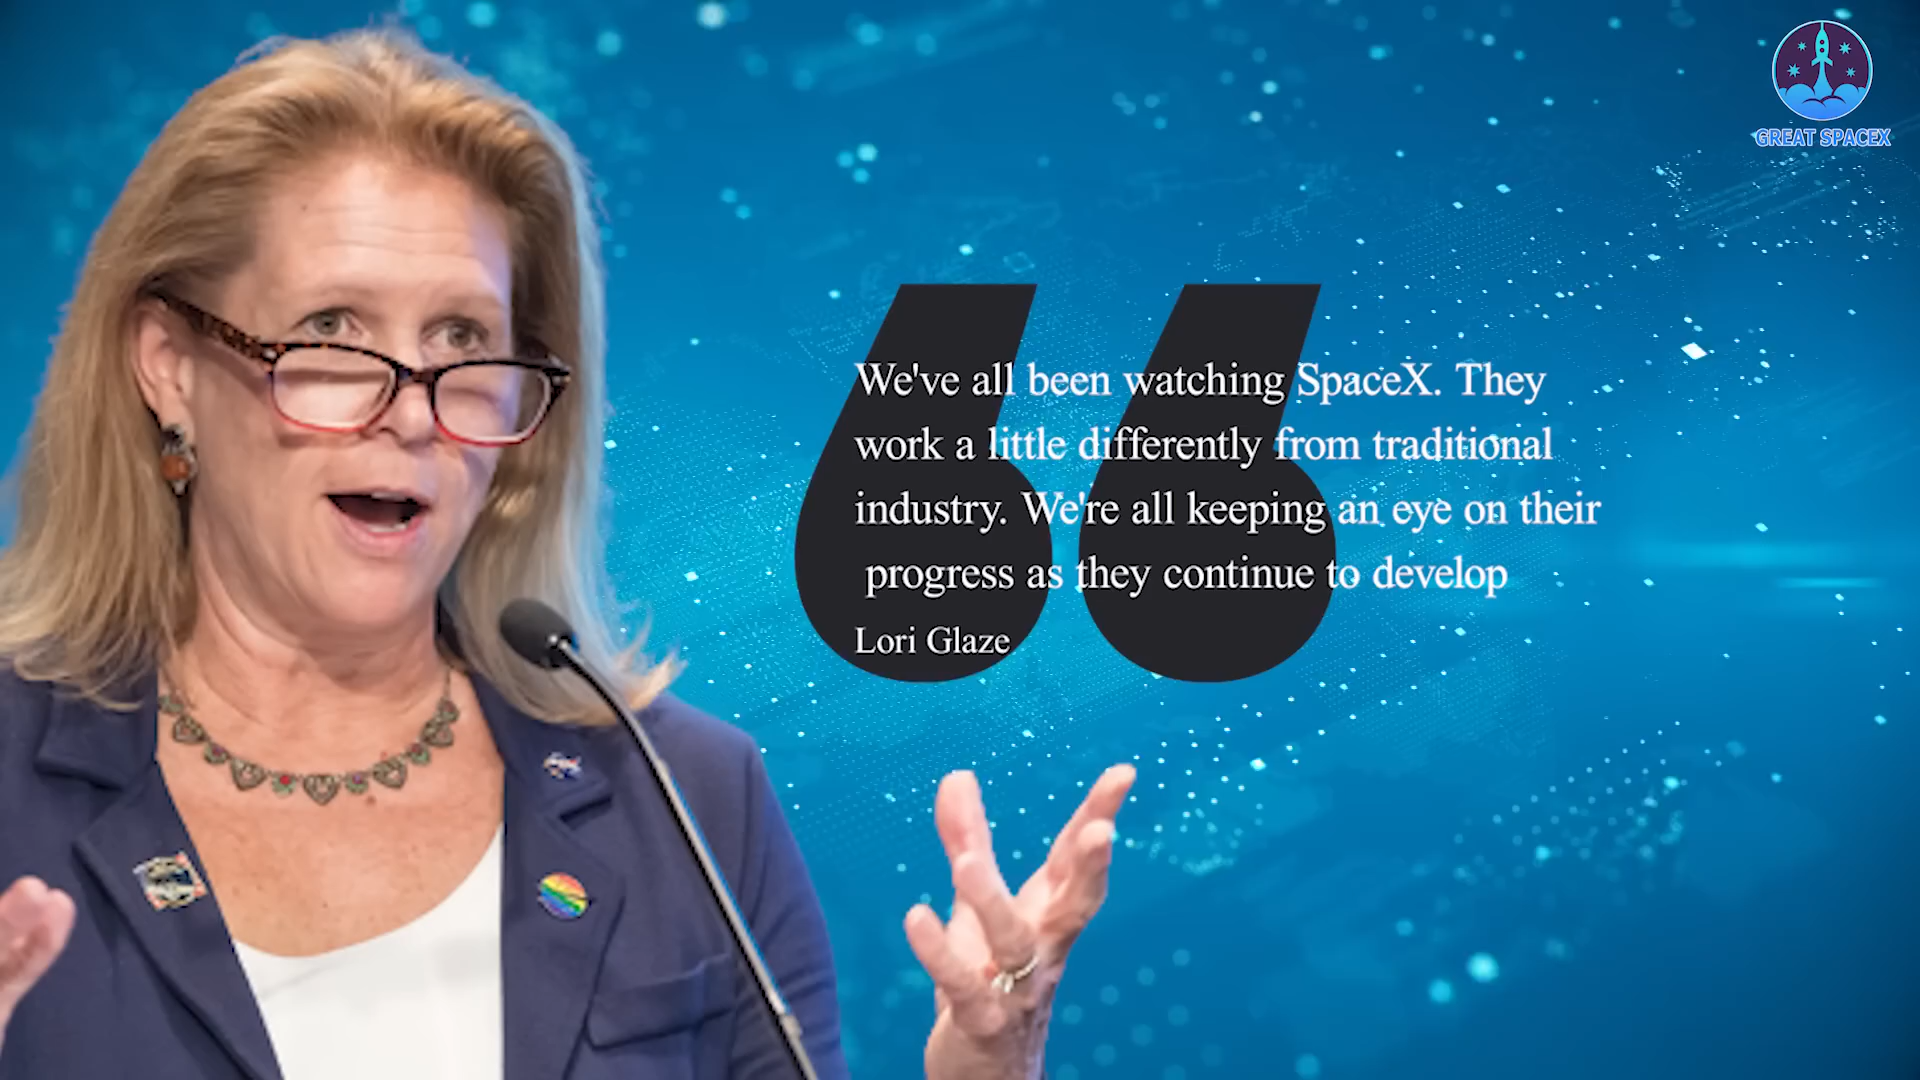 GREAT SPACEX
We've all been watching SpaceX. They
work a little differently from traditional
industry. We're all keeping an eye on their
progress as they continue to develop
Lori Glaze